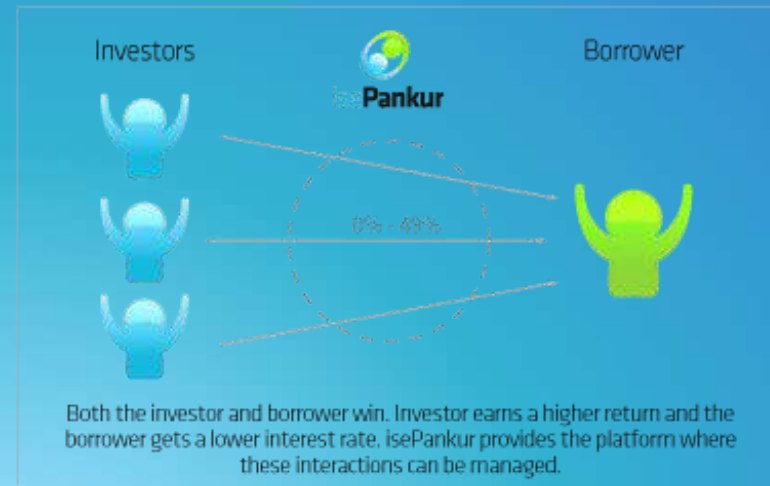 Investors
isePankur
Borrower
0% - 49%
Both the investor and borrower win. Investor earns a higher return and the
borrower gets a lower interest rate. isePankur provides the platform where
these interactions can be managed.